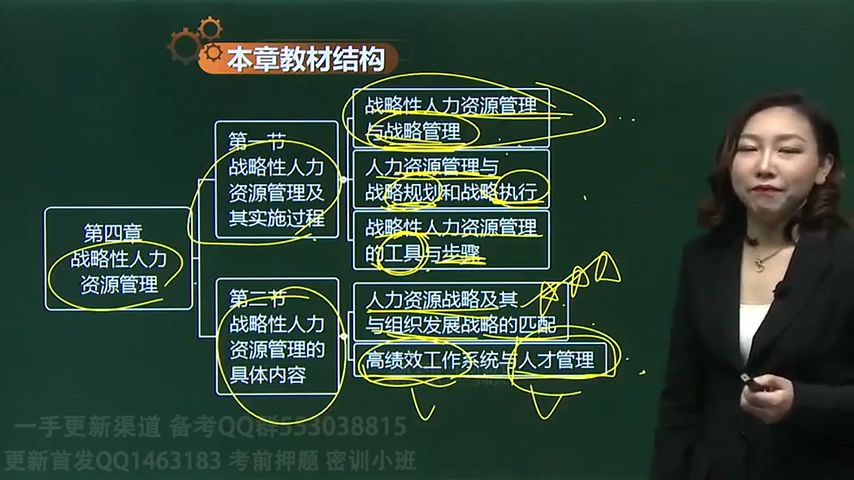 本章教材结构
第四章
战略性人力
资源管理
第一节
战略性人力
资源管理及
其实施过程
战略性人力资源管理
与战略管理
人力资源管理与
战略规划和战略执行
战略性人力资源管理
的工具与步骤
第二节
战略性人力
资源管理的
具体内容
人力资源战略及其
与组织发展战略的匹配
高绩效工作系统与人才管理
一手更新渠道 备考QQ群553038815
更新首发QQ1463183 考前押题 密训小班